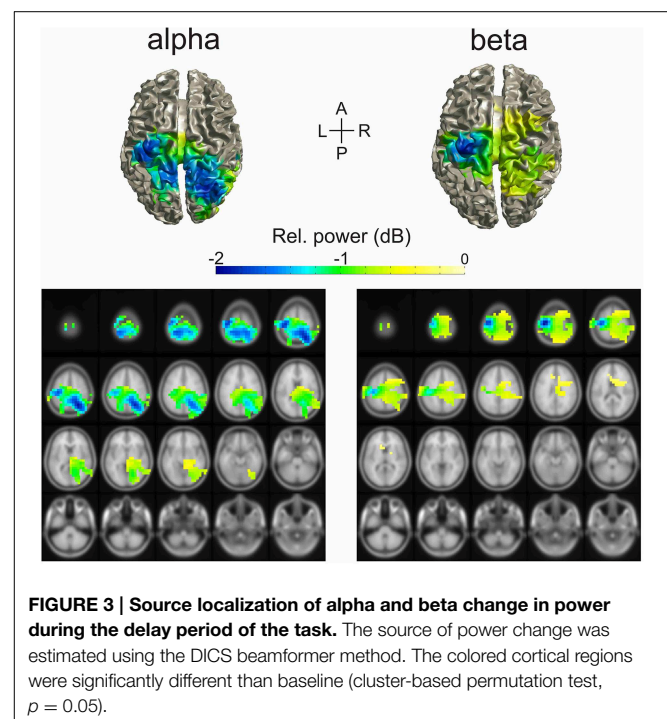 alpha
beta
A
L R
P
Rel. power (dB)
-2 -1 0
FIGURE 3 | Source localization of alpha and beta change in power
during the delay period of the task. The source of power change was
estimated using the DICS beamformer method. The colored cortical regions
were significantly different than baseline (cluster-based permutation test,
p = 0.05).